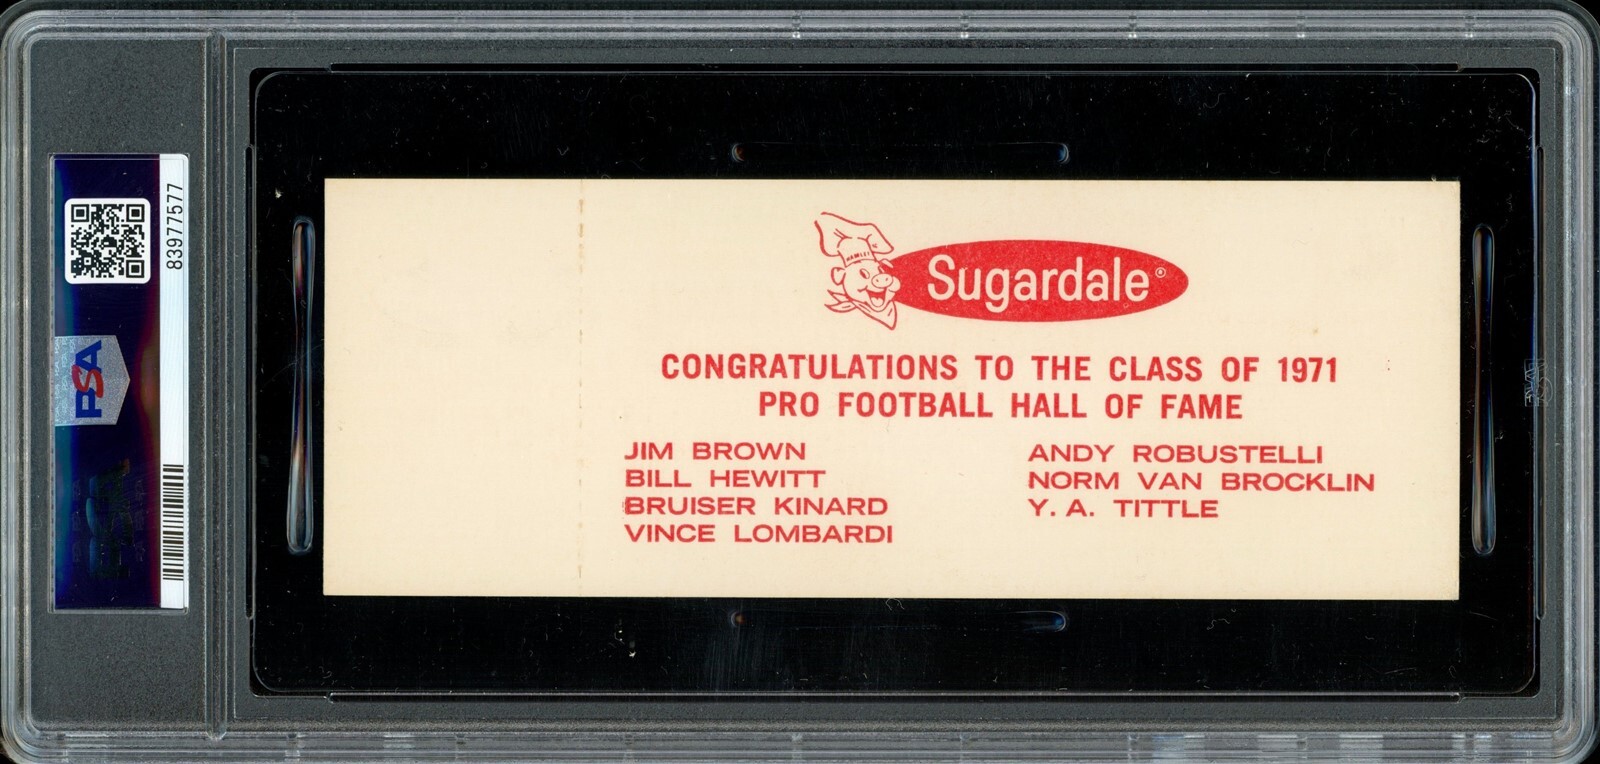 83977577
PSA
HAMLET
Sugardale®
CONGRATULATIONS TO THE CLASS OF 1971
PRO FOOTBALL HALL OF FAME
JIM BROWN
BILL HEWITT
BRUISER KINARD
VINCE LOMBARDI
ANDY ROBUSTELLI
NORM VAN BROCKLIN
Y. A. TITTLE